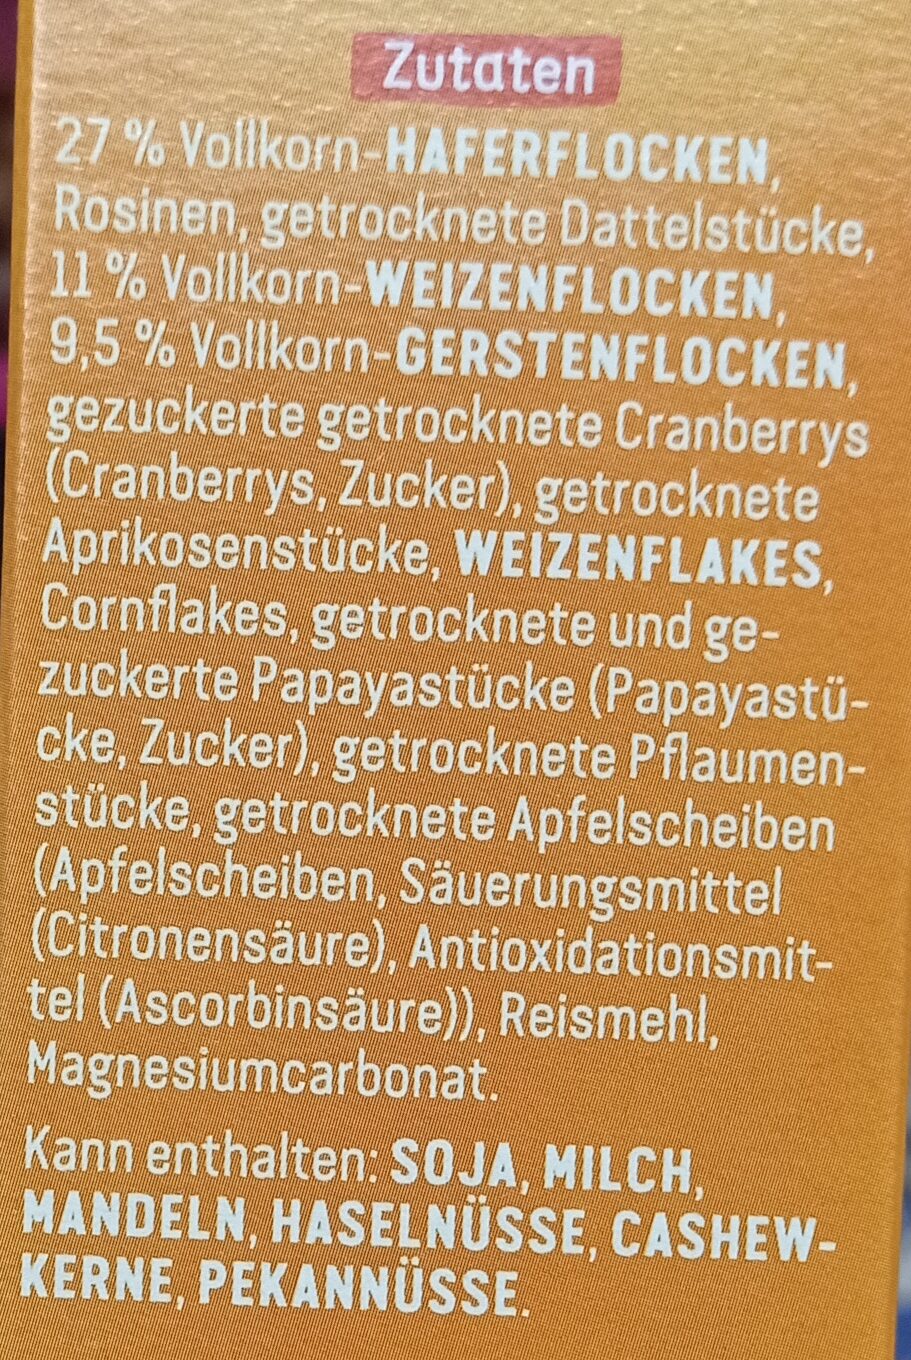 Zutaten
27 % Vollkorn-HAFERFLOCKEN,
Rosinen, getrocknete Dattelstücke,
11 % Vollkorn-WEIZENFLOCKEN,
9,5 % Vollkorn-GERSTENFLOCKEN,
gezuckerte getrocknete Cranberrys
(Cranberrys, Zucker), getrocknete
Aprikosenstücke, WEIZENFLAKES,
Cornflakes, getrocknete und ge-
zuckerte Papayastücke (Papayastü-
cke, Zucker), getrocknete Pflaumen-
stücke, getrocknete Apfelscheiben
(Apfelscheiben, Säuerungsmittel
(Citronensäure), Antioxidationsmit-
tel (Ascorbinsäure)), Reismehl,
Magnesiumcarbonat.
Kann enthalten: SOJA, MILCH,
MANDELN, HASELNÜSSE, CASHEW-
KERNE, PEKANNÜSSE.